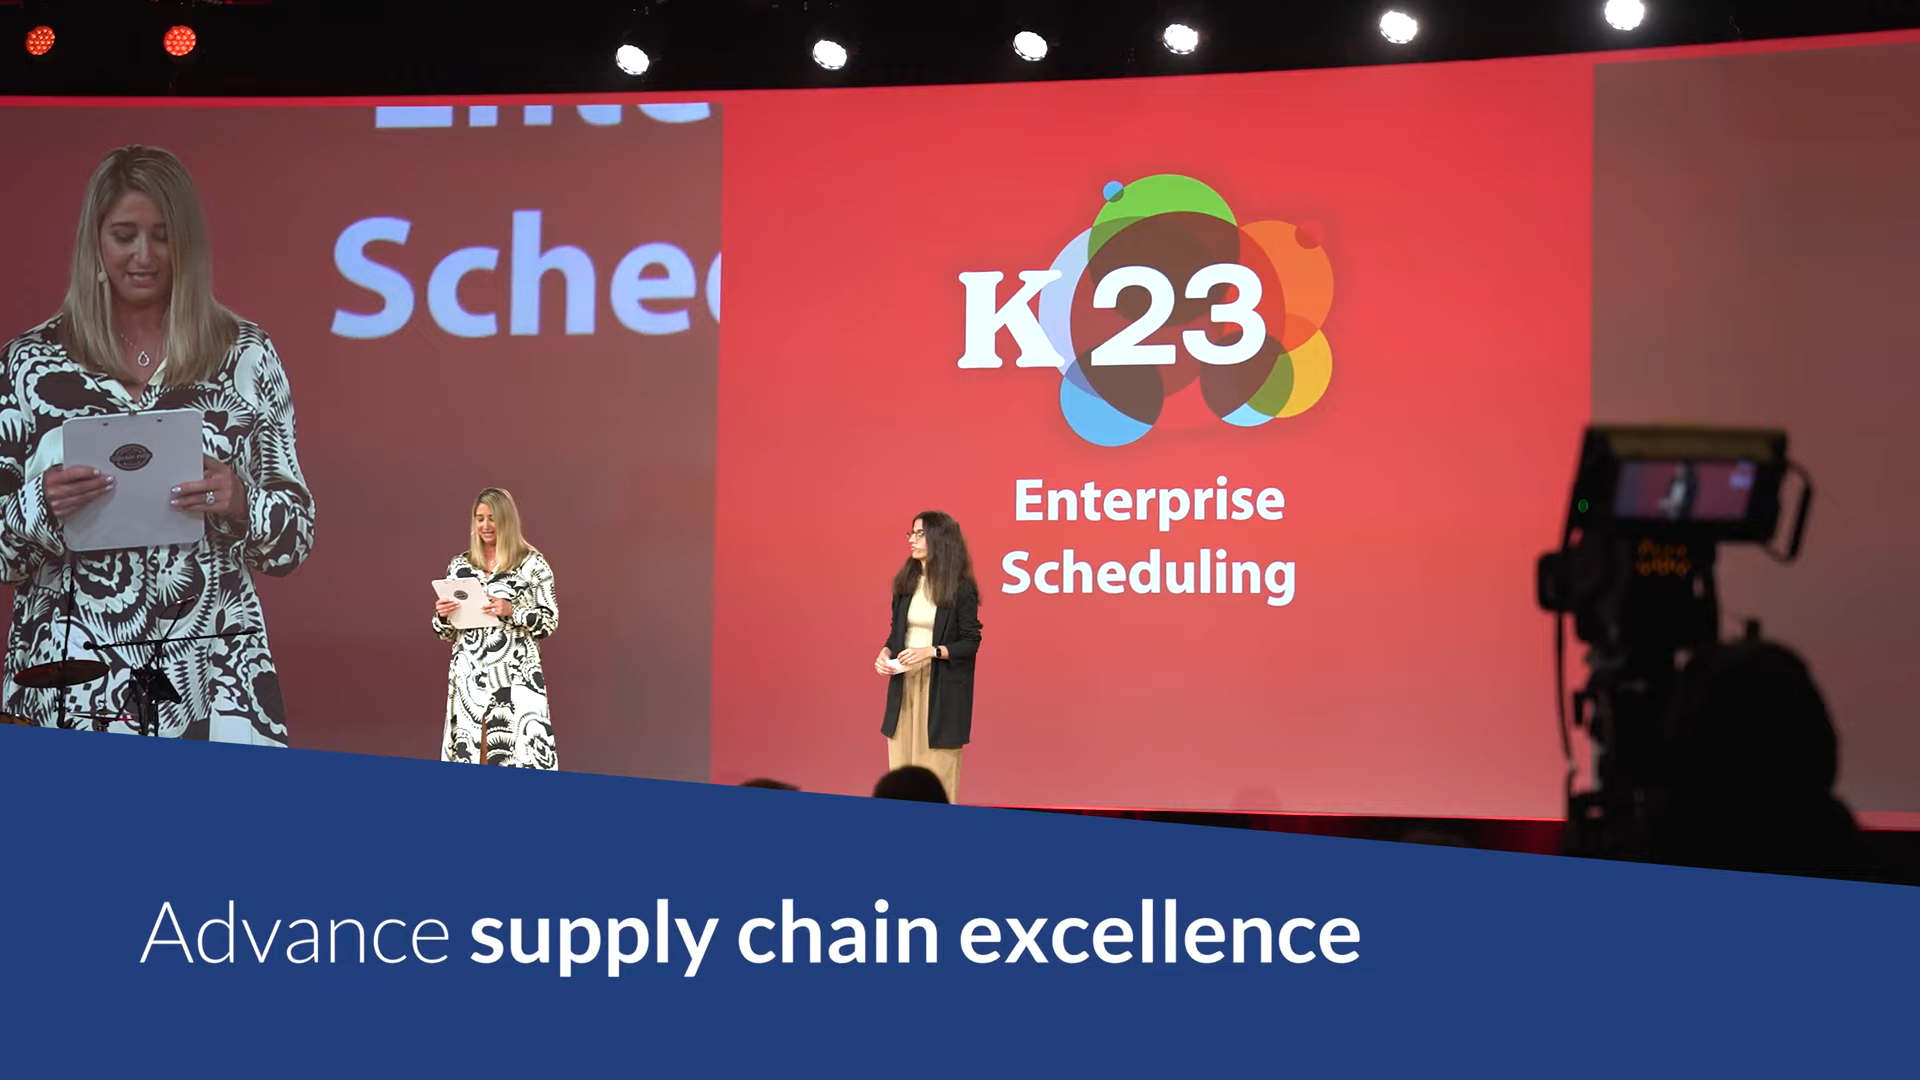 Sche
K23
Enterprise
Scheduling
Advance supply chain excellence